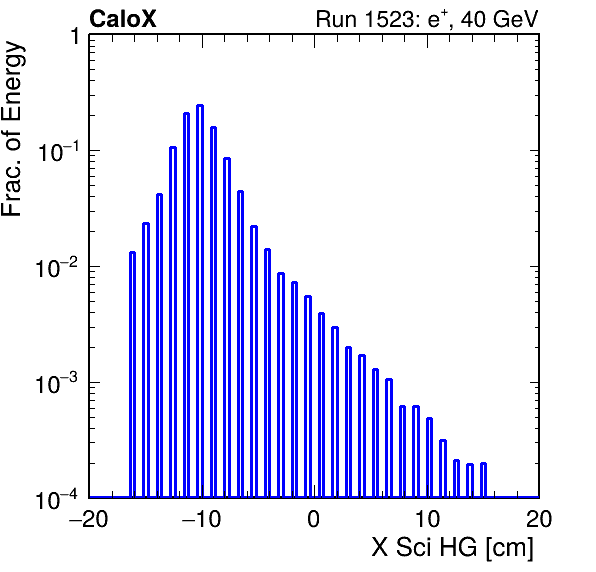 CaloX Run 1523: e⁺, 40 GeV
Frac. of Energy
1
10⁻¹
10⁻²
10⁻³
10⁻⁴
−20 −10 0 10 20
X Sci HG [cm]